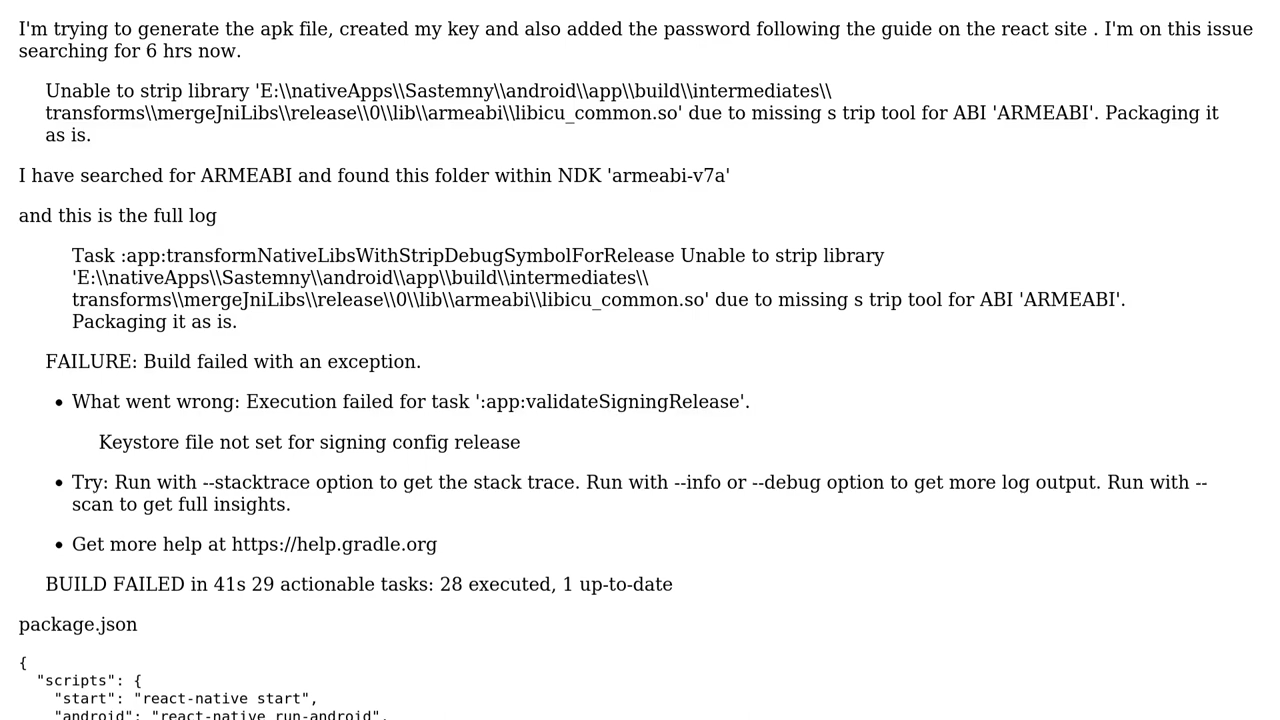 I'm trying to generate the apk file, created my key and also added the password following the guide on the react site . I'm on this issue
searching for 6 hrs now.
Unable to strip library 'E:\\nativeApps\\Sastemny\\android\\app\\build\\intermediates\\
transforms\\mergeJniLibs\\release\\0\\lib\\armeabi\\libicu_common.so' due to missing s trip tool for ABI 'ARMEABI'. Packaging it
as is.
I have searched for ARMEABI and found this folder within NDK 'armeabi-v7a'
and this is the full log
Task :app:transformNativeLibsWithStripDebugSymbolForRelease Unable to strip library
'E:\\nativeApps\\Sastemny\\android\\app\\build\\intermediates\\
transforms\\mergeJniLibs\\release\\0\\lib\\armeabi\\libicu_common.so' due to missing s trip tool for ABI 'ARMEABI'.
Packaging it as is.
FAILURE: Build failed with an exception.
• What went wrong: Execution failed for task ':app:validateSigningRelease'.
Keystore file not set for signing config release
• Try: Run with --stacktrace option to get the stack trace. Run with --info or --debug option to get more log output. Run with --
scan to get full insights.
• Get more help at https://help.gradle.org
BUILD FAILED in 41s 29 actionable tasks: 28 executed, 1 up-to-date
package.json
{
"scripts": {
"start": "react-native start",
"android": "react-native run-android",